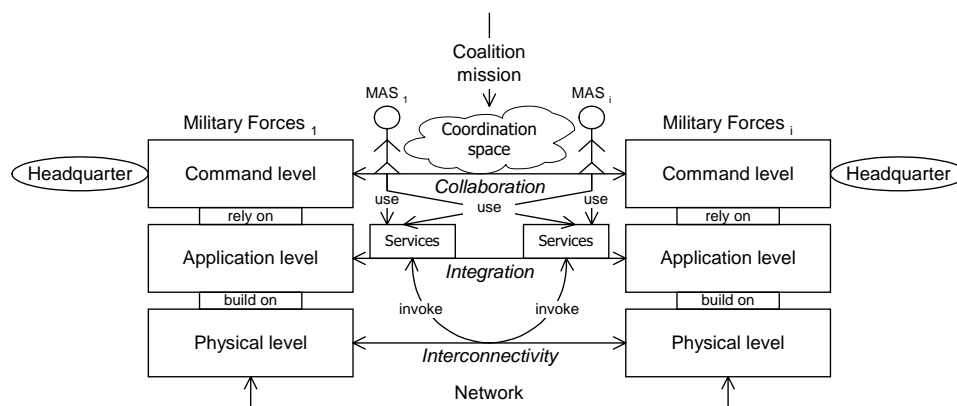 Coalition
mission
MAS 1
MAS i
Military Forces 1
Coordination
space
Military Forces i
Headquarter
Command level
Collaboration
Command level
Headquarter
use
use
use
rely on
rely on
Services
Services
Application level
Integration
Application level
build on
invoke
invoke
build on
Physical level
Interconnectivity
Physical level
Network